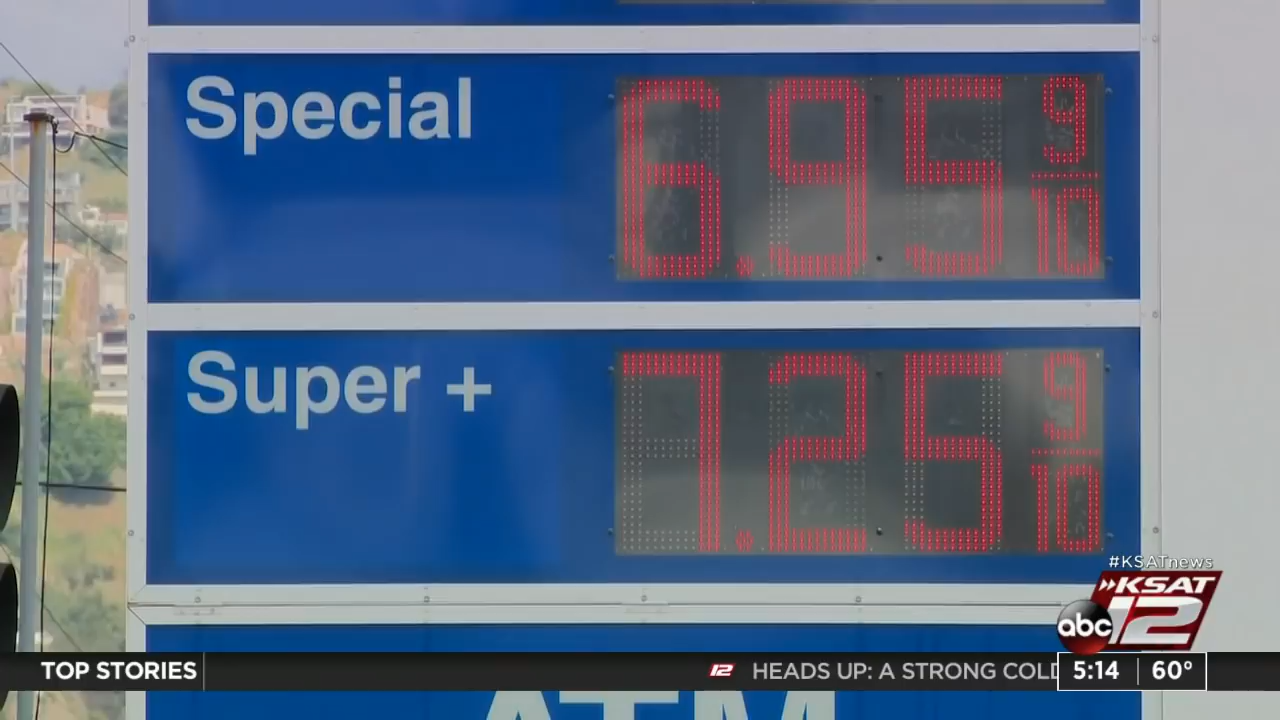 Special 6.95 9/10
Super + 7.25 9/10
#KSATnews
KSAT
abc 12
TOP STORIES 12 HEADS UP: A STRONG COLD 5:14 60°
ATM